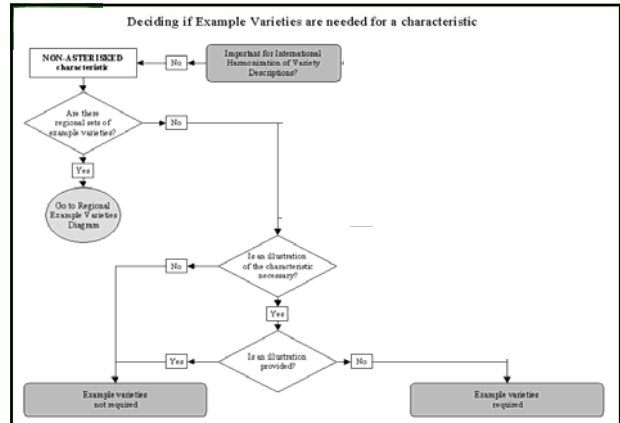 Deciding if Example Varieties are needed for a characteristic
NON-ASTERISKED
characteristic
No
Important for International
Harmonization of Variety
Descriptions?
Are there
regional sets of
example varieties?
No
Yes
Go to Regional
Example Varieties
Diagram
No
Is an illustration
of the characteristic
necessary?
Yes
Yes
Is an illustration
provided?
No
Example varieties
not required
Example varieties
required